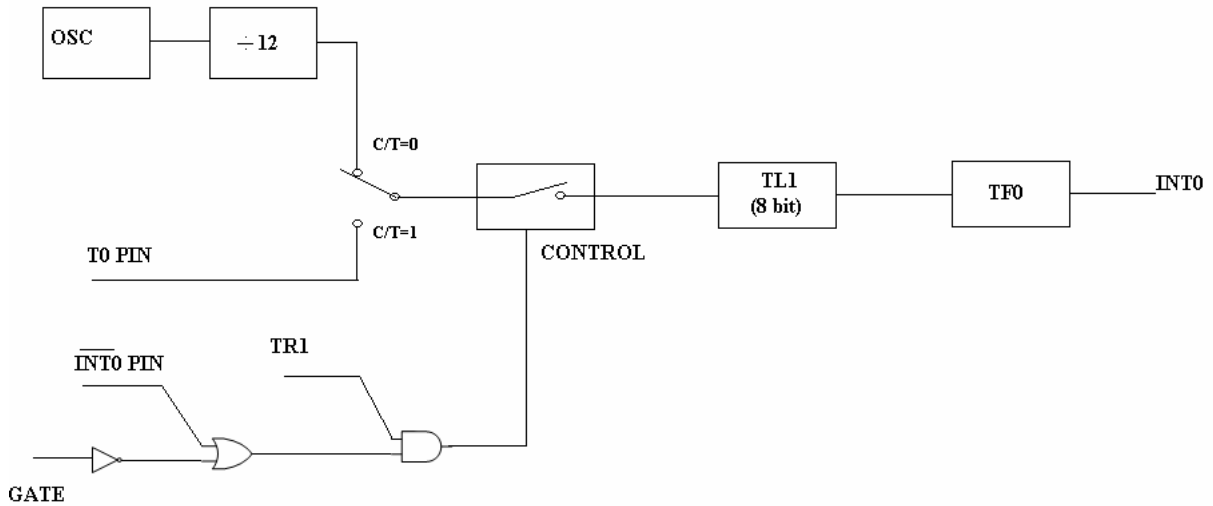 OSC
÷12
C/T=0
TL1
(8 bit)
TF0
INT0
C/T=1
T0 PIN
CONTROL
INT0 PIN
TR1
GATE